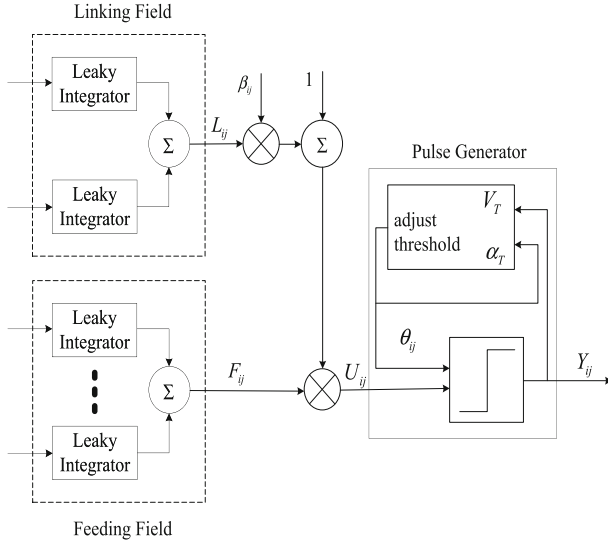 Linking Field
Leaky
Integrator
Σ
Leaky
Integrator
L_ij
β_ij
1
Σ
Pulse Generator
adjust
threshold
V_T
α_T
θ_ij
Y_ij
Leaky
Integrator
Σ
F_ij
U_ij
Leaky
Integrator
Feeding Field